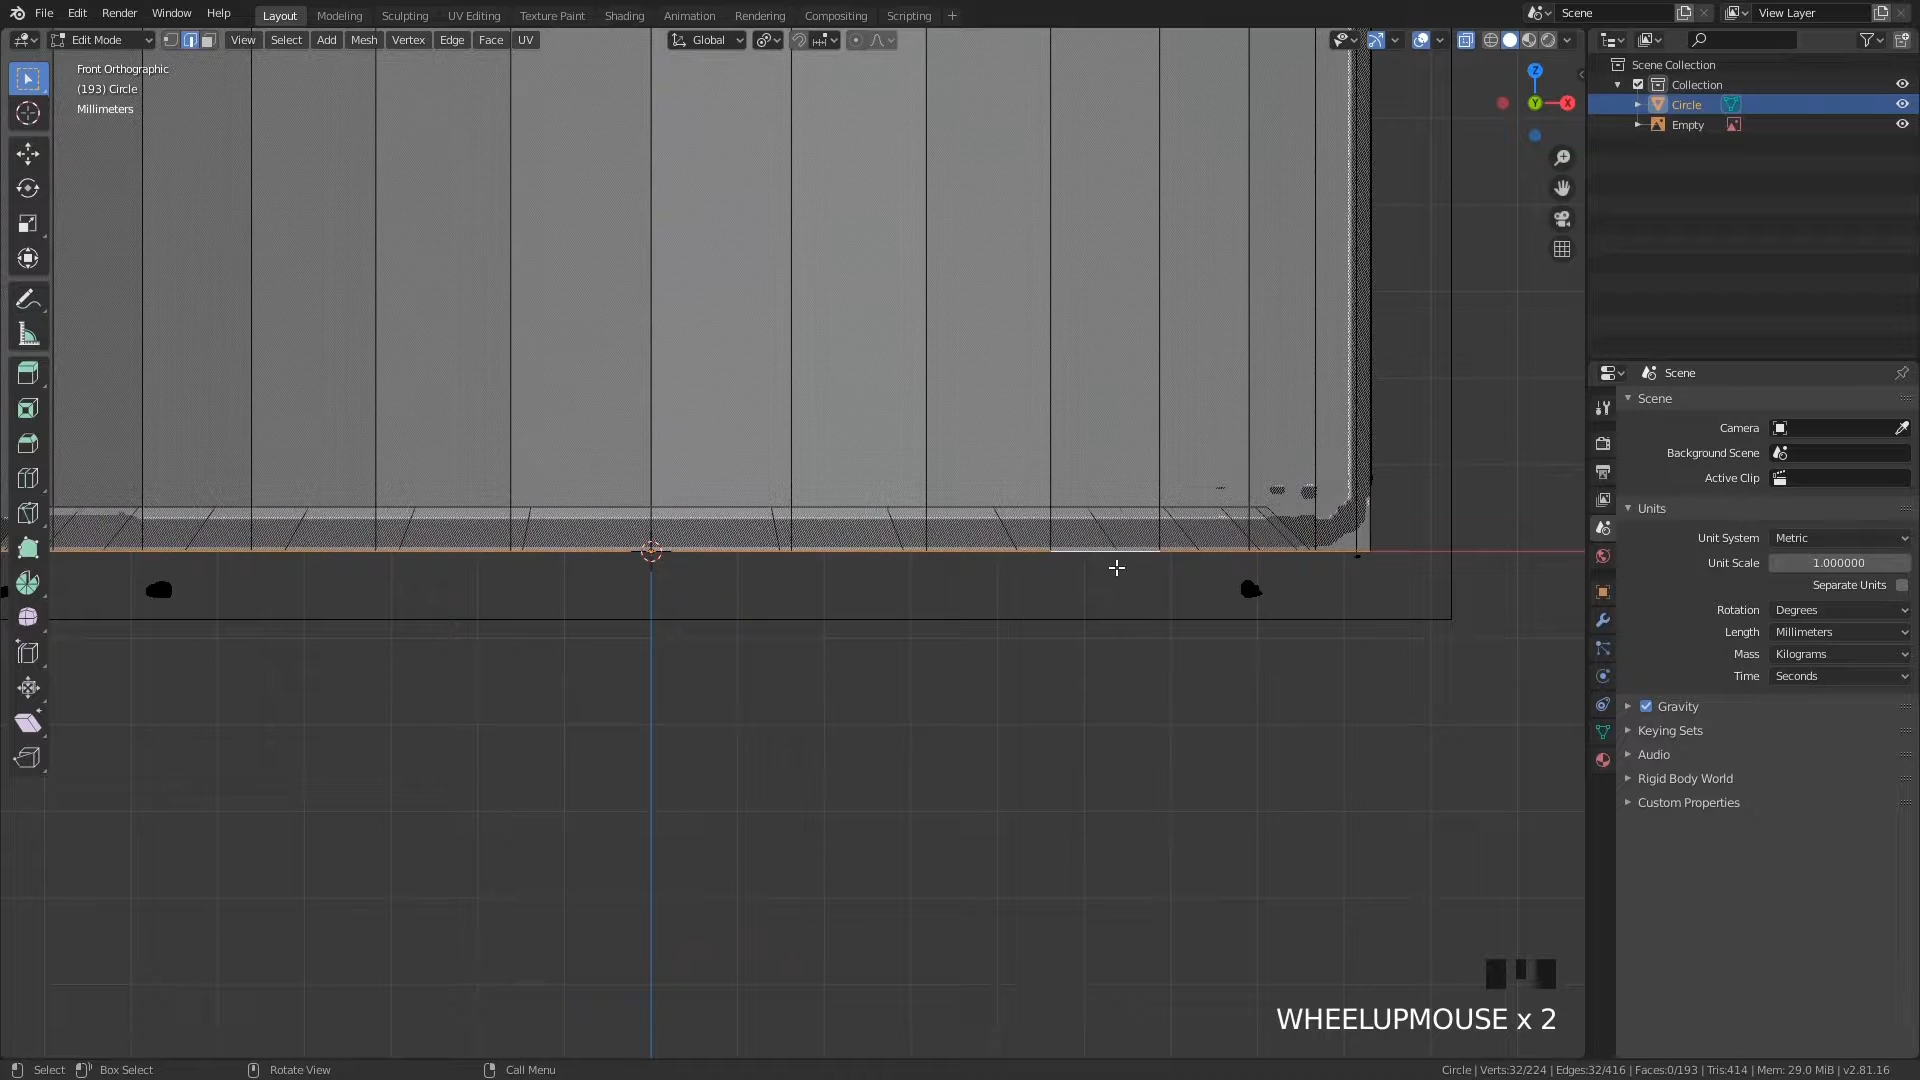 File Edit Render Window Help
Layout Modeling Sculpting UV Editing Texture Paint Shading Animation Rendering Compositing Scripting +
Scene
View Layer
Edit Mode
View Select Add Mesh Vertex Edge Face UV
Global
Front Orthographic
(193) Circle
Millimeters
Z
Y
X
Scene Collection
Collection
Circle
Empty
Scene
Scene
Camera
Background Scene
Active Clip
Units
Unit System Metric
Unit Scale 1.000000
Separate Units
Rotation Degrees
Length Millimeters
Mass Kilograms
Time Seconds
Gravity
Keying Sets
Audio
Rigid Body World
Custom Properties
WHEELUPMOUSE x 2
Select Box Select Rotate View Call Menu
Circle | Verts:32/224 | Edges:32/416 | Faces:0/193 | Tris:414 | Mem: 29.0 MiB | v2.81.16